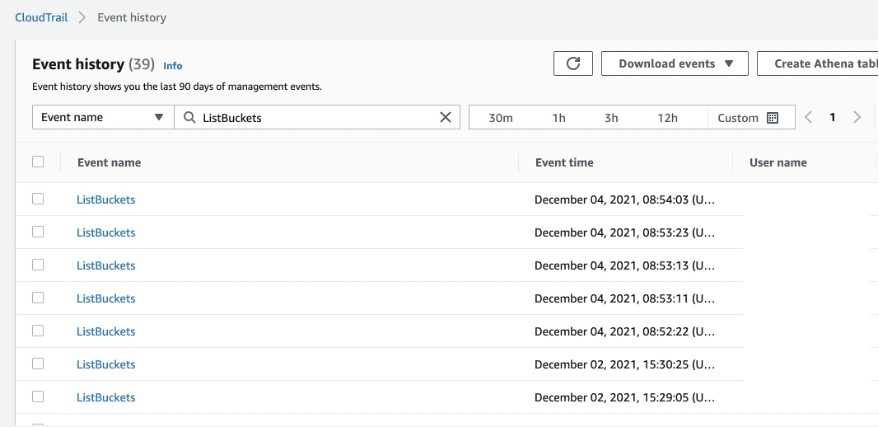 CloudTrail > Event history
Event history (39) Info
Download events
Create Athena tabl
Event history shows you the last 90 days of management events.
Event name
ListBuckets
30m 1h 3h 12h Custom
1
Event name Event time User name
ListBuckets December 04, 2021, 08:54:03 (U...
ListBuckets December 04, 2021, 08:53:23 (U...
ListBuckets December 04, 2021, 08:53:13 (U...
ListBuckets December 04, 2021, 08:53:11 (U...
ListBuckets December 04, 2021, 08:52:22 (U...
ListBuckets December 02, 2021, 15:30:25 (U...
ListBuckets December 02, 2021, 15:29:05 (U...